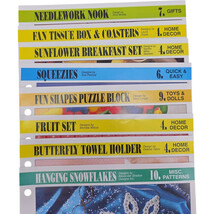 NEEDLEWORK NOOK 7. GIFTS
FAN TISSUE BOX & COASTERS 4. HOME DECOR
SUNFLOWER BREAKFAST SET 4. HOME DECOR
SQUEEZIES 6. QUICK & EASY
FUN SHAPES PUZZLE BLOCK 9. TOYS & DOLLS
FRUIT SET 4. HOME DECOR
BUTTERFLY TOWEL HOLDER 4. HOME DECOR
HANGING SNOWFLAKES 10. MISC. PATTERNS